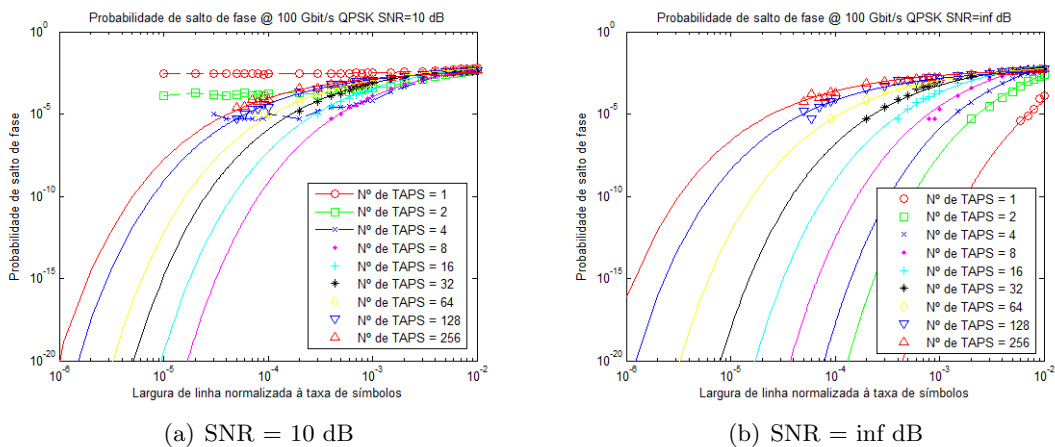 Probabilidade de salto de fase @ 100 Gbit/s QPSK SNR=10 dB
10^0
10^-5
10^-10
10^-15
10^-20
Probabilidade de salto de fase
Nº de TAPS = 1
Nº de TAPS = 2
Nº de TAPS = 4
Nº de TAPS = 8
Nº de TAPS = 16
Nº de TAPS = 32
Nº de TAPS = 64
Nº de TAPS = 128
Nº de TAPS = 256
10^-6 10^-5 10^-4 10^-3 10^-2
Largura de linha normalizada à taxa de símbolos
(a) SNR = 10 dB
Probabilidade de salto de fase @ 100 Gbit/s QPSK SNR=inf dB
10^0
10^-5
10^-10
10^-15
10^-20
Probabilidade de salto de fase
Nº de TAPS = 1
Nº de TAPS = 2
Nº de TAPS = 4
Nº de TAPS = 8
Nº de TAPS = 16
Nº de TAPS = 32
Nº de TAPS = 64
Nº de TAPS = 128
Nº de TAPS = 256
10^-6 10^-5 10^-4 10^-3 10^-2
Largura de linha normalizada à taxa de símbolos
(b) SNR = inf dB